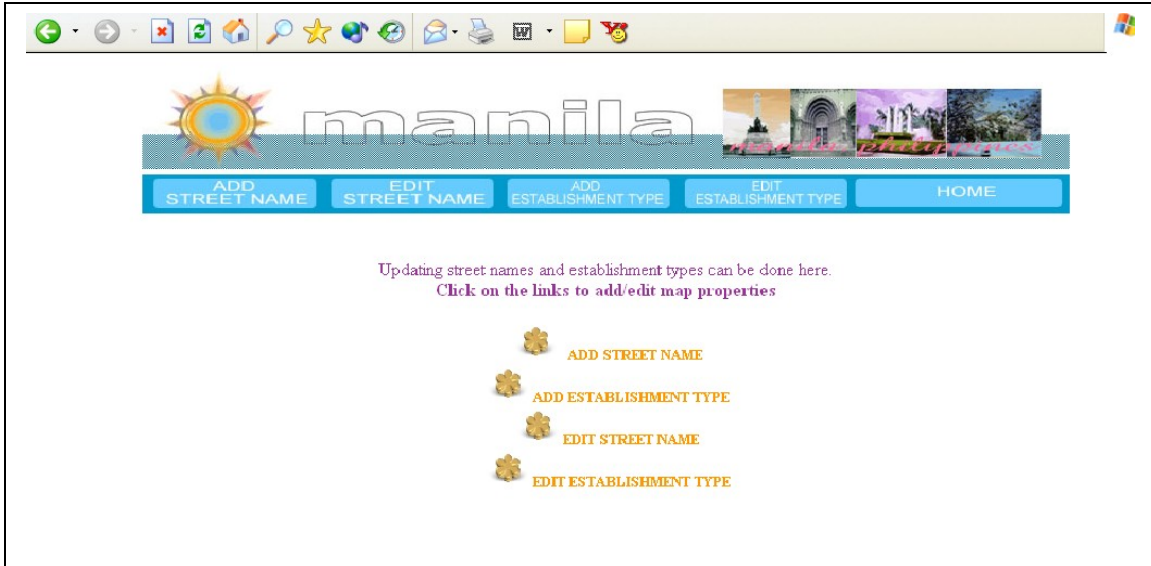 manila
manila philippines
ADD
STREET NAME
EDIT
STREET NAME
ADD
ESTABLISHMENT TYPE
EDIT
ESTABLISHMENT TYPE
HOME
Updating street names and establishment types can be done here.
Click on the links to add/edit map properties
ADD STREET NAME
ADD ESTABLISHMENT TYPE
EDIT STREET NAME
EDIT ESTABLISHMENT TYPE